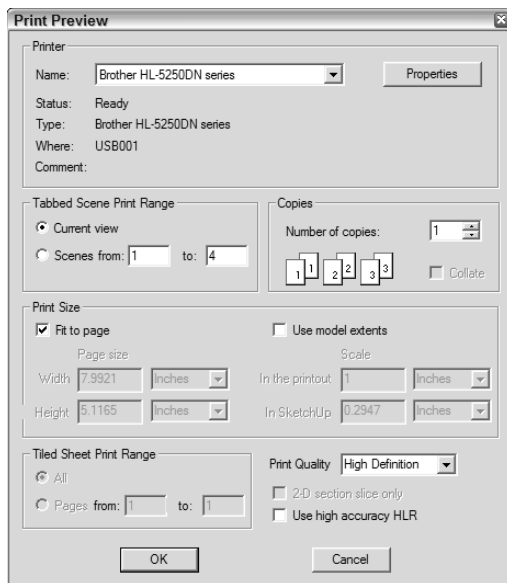 Print Preview
Printer
Name: Brother HL-5250DN series Properties
Status: Ready
Type: Brother HL-5250DN series
Where: USB001
Comment:
Tabbed Scene Print Range
Current view
Scenes from: 1 to: 4
Copies
Number of copies: 1
1 1 2 2 3 3 Collate
Print Size
Fit to page Use model extents
Page size Scale
Width 7.9921 Inches In the printout 1 Inches
Height 5.1165 Inches In SketchUp 0.2947 Inches
Tiled Sheet Print Range
All
Pages from: 1 to: 1
Print Quality High Definition
2-D section slice only
Use high accuracy HLR
OK Cancel